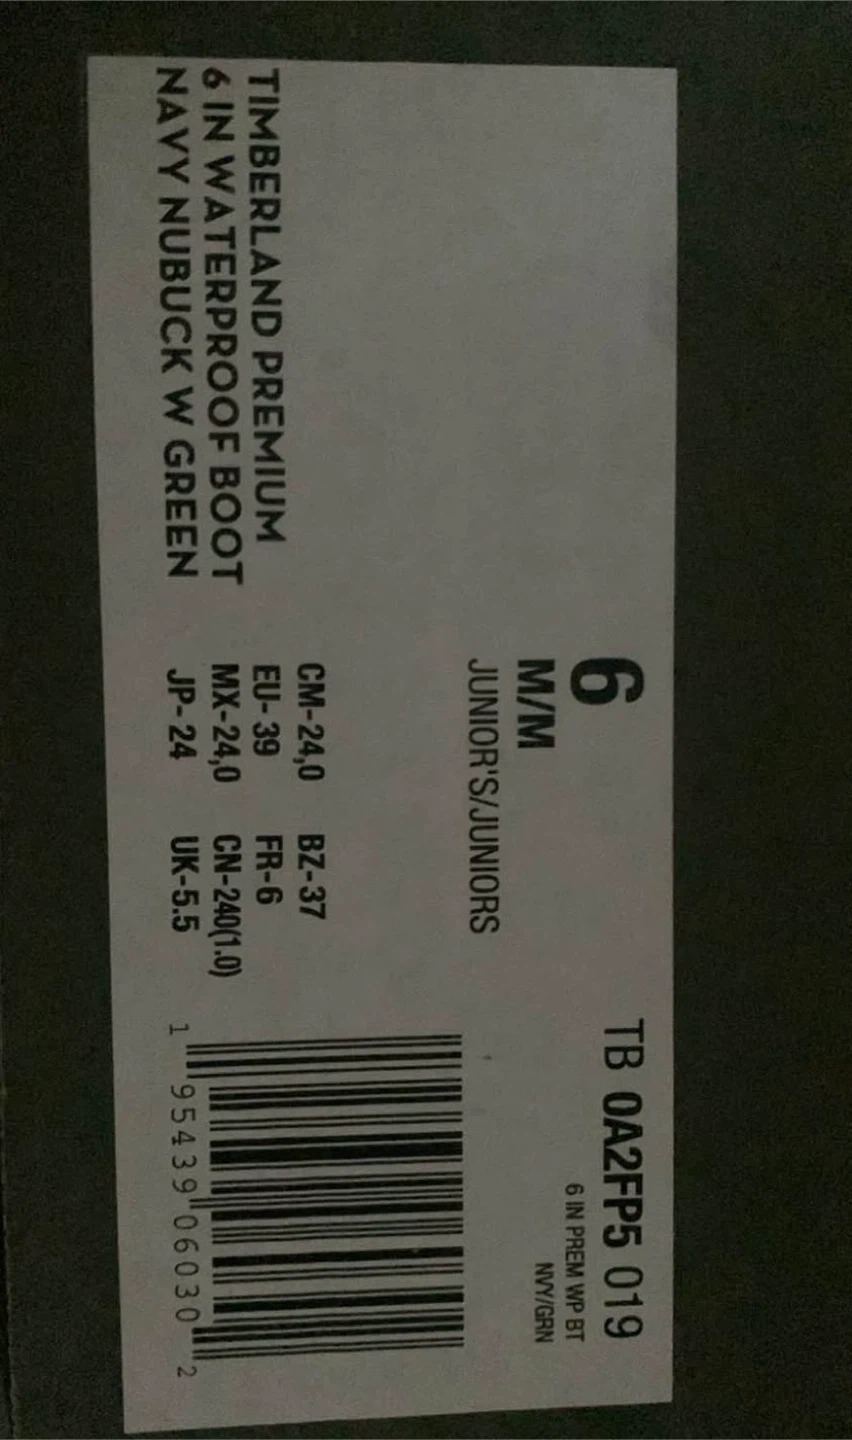 6
M/M
JUNIOR'S/JUNIORS
TB 0A2FP5 019
6 IN PREM WP BT
NVY/GRN
TIMBERLAND PREMIUM
6 IN WATERPROOF BOOT
NAVY NUBUCK W GREEN
CM-24,0 BZ-37
EU-39 FR-6
MX-24,0 CN-240(1.0)
JP-24 UK-5.5
1 95439 06030 2